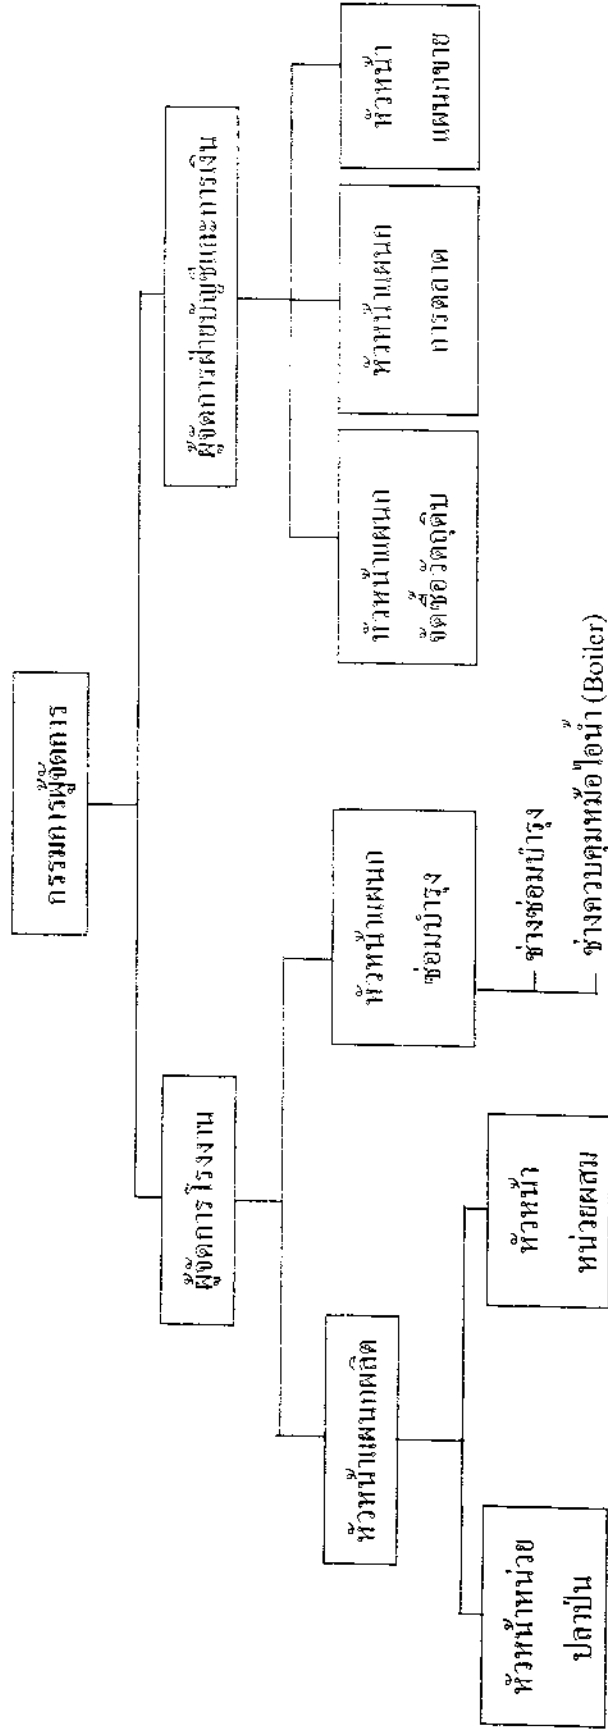 กรรมการผู้จัดการ
ผู้จัดการโรงงาน
ผู้จัดการฝ่ายบัญชีและการเงิน
หัวหน้าแผนกผลิต
หัวหน้าแผนก
ซ่อมบำรุง
หัวหน้าแผนก
จัดซื้อวัตถุดิบ
หัวหน้าแผนก
การตลาด
หัวหน้า
แผนกขาย
หัวหน้าหน่วย
ปลาป่น
หัวหน้า
หน่วยผสม
ช่างซ่อมบำรุง
ช่างควบคุมหม้อไอน้ำ (Boiler)